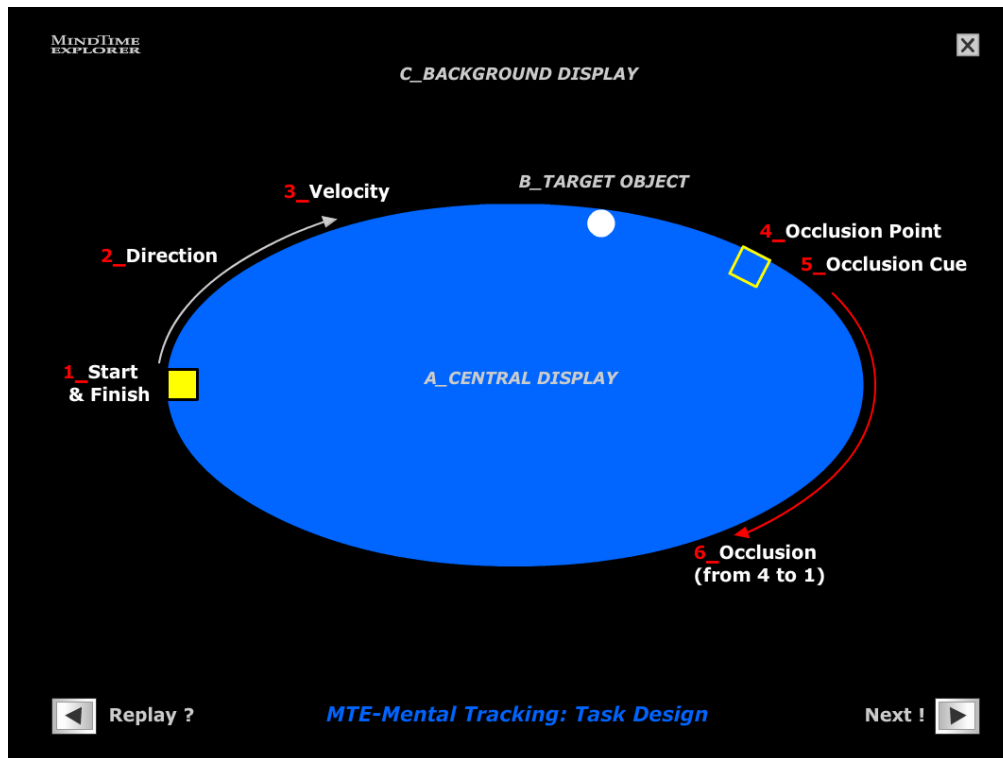 MINDTIME
EXPLORER
C_BACKGROUND DISPLAY
B_TARGET OBJECT
3_Velocity
4_Occlusion Point
2_Direction
5_Occlusion Cue
1_Start
& Finish
A_CENTRAL DISPLAY
6_Occlusion
(from 4 to 1)
Replay ?
MTE-Mental Tracking: Task Design
Next !